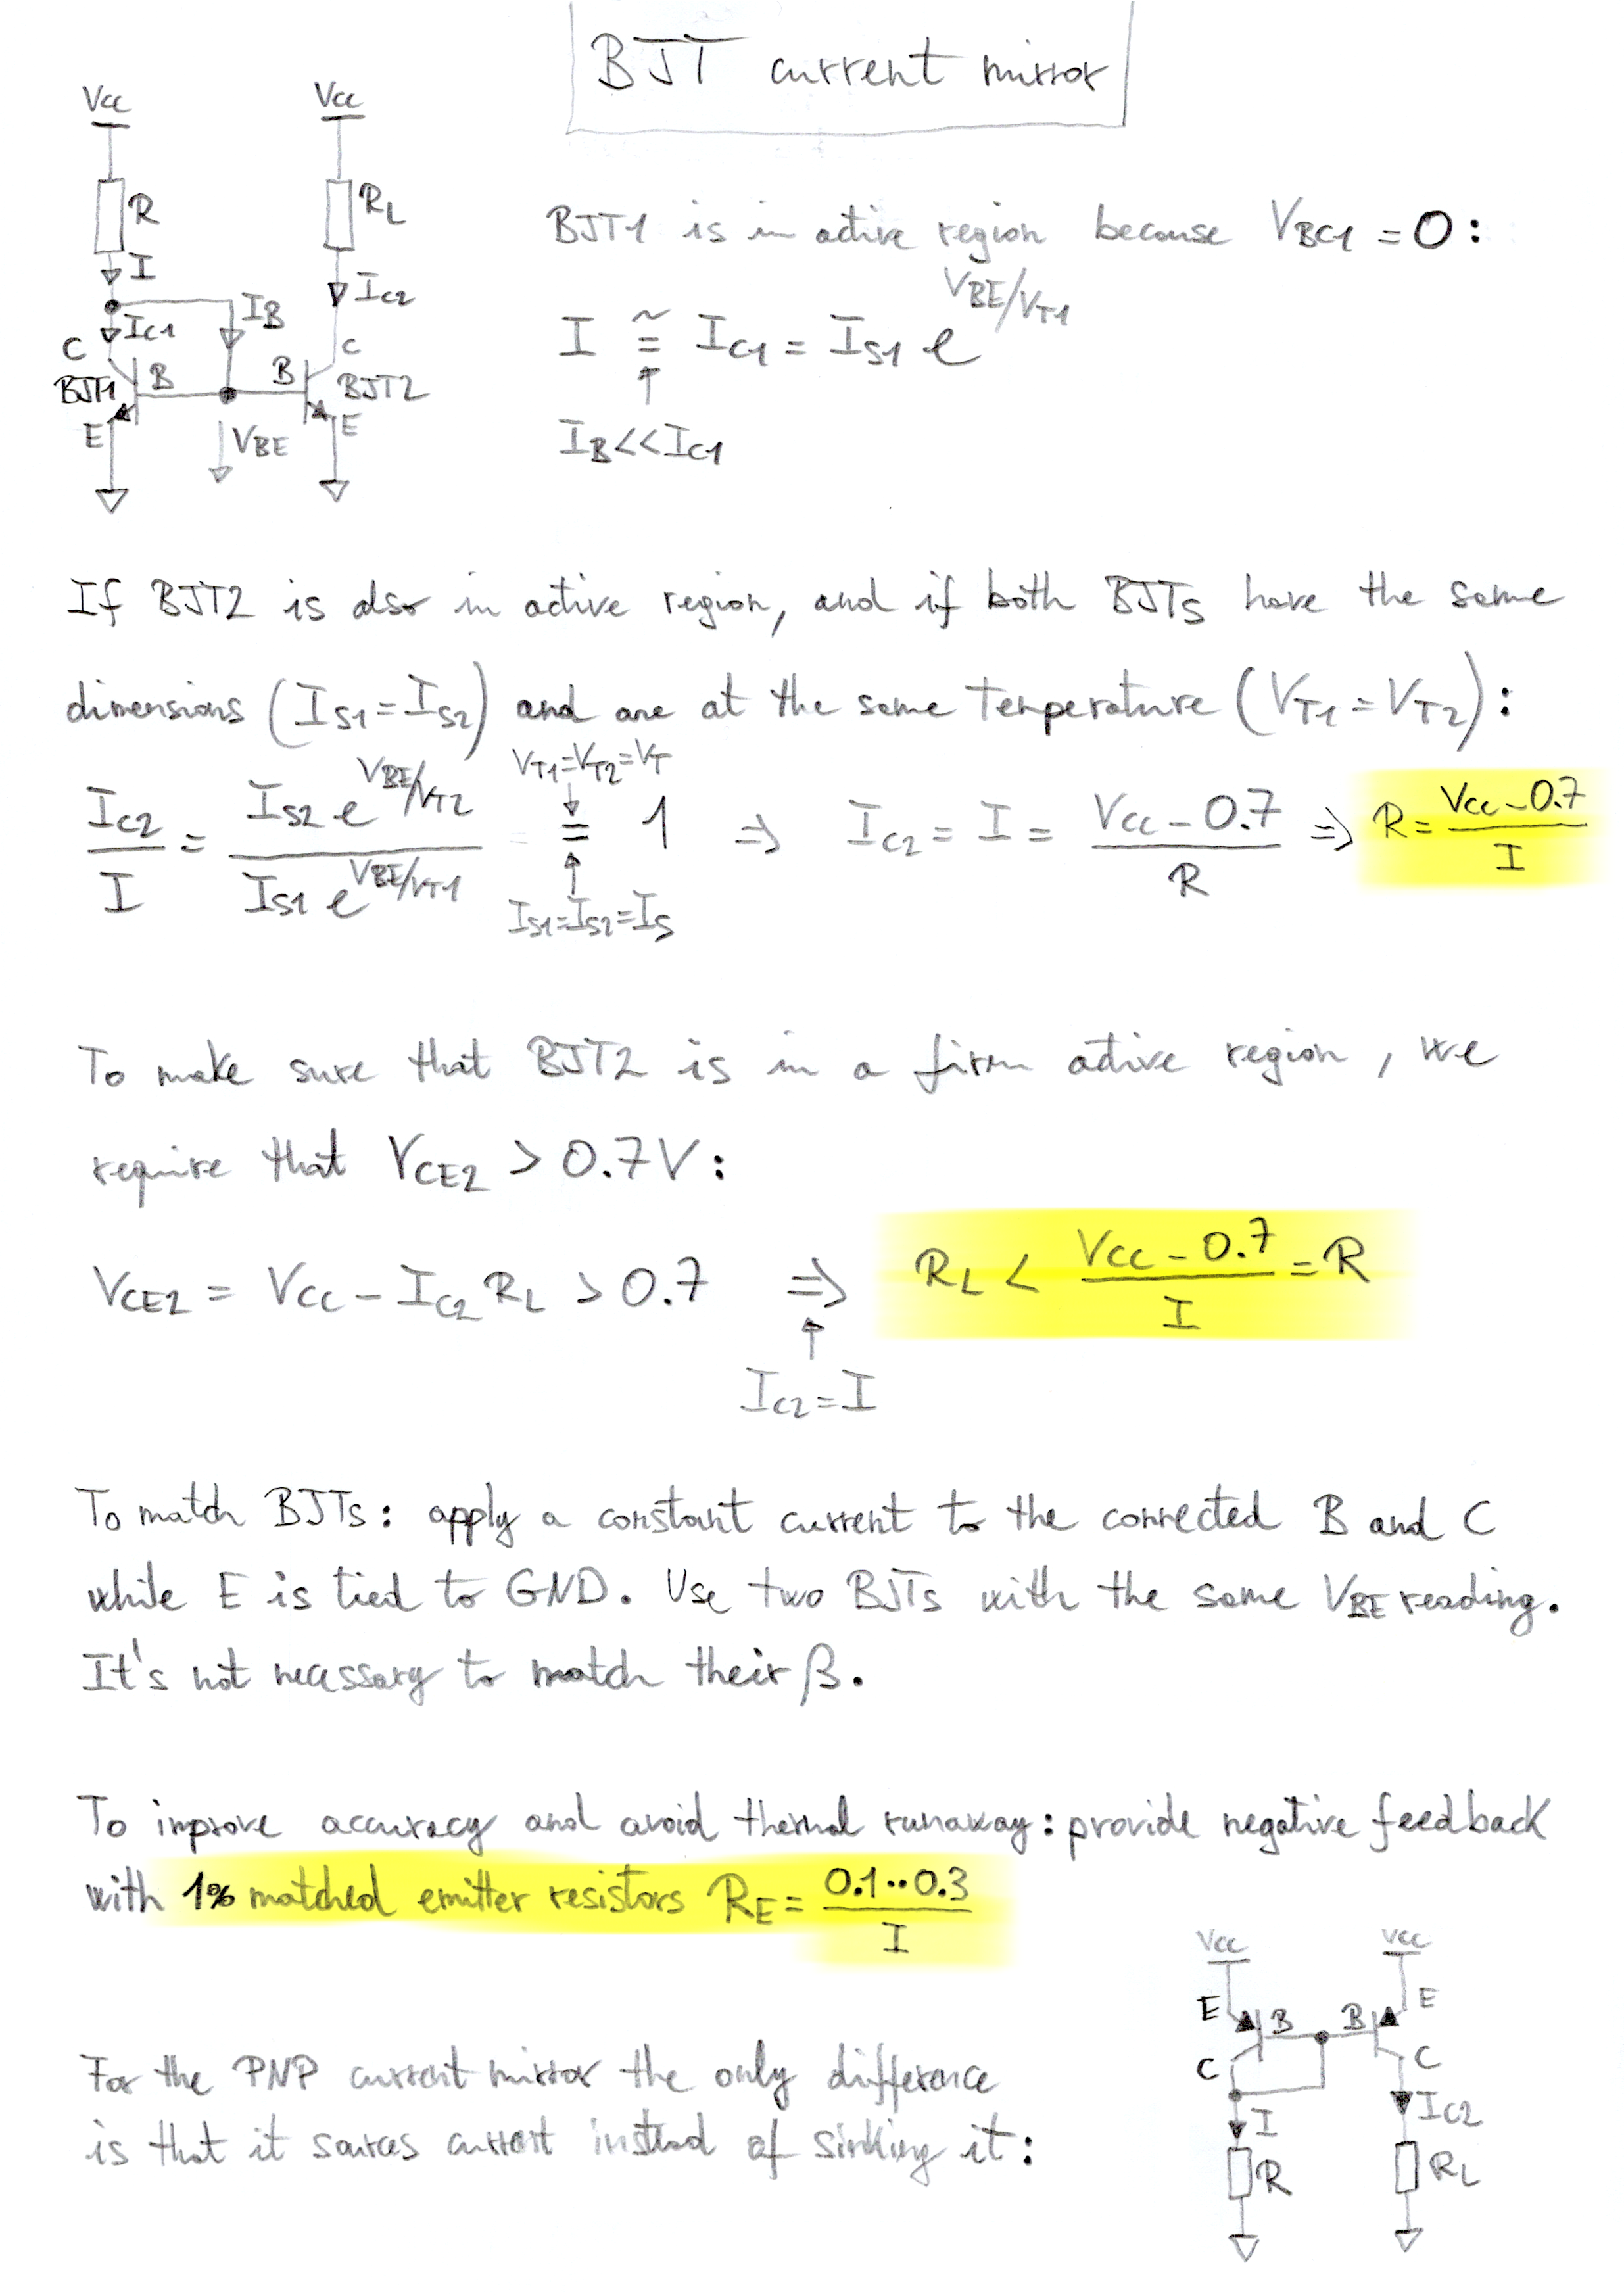 BJT current mirror
Vcc Vcc
R RL
I IC2
IC1 IB
C C
BJT1 B B BJT2
E VBE E
BJT1 is in active region because VBC1 = 0:
I ≅ IC1 = IS1 e^VBE/VT1
↑
IB<<IC1
If BJT2 is also in active region, and if both BJTs have the same
dimensions (IS1=IS2) and are at the same temperature (VT1=VT2):
VT1=VT2=VT
IC2/I = IS2 e^VBE/VT2 / IS1 e^VBE/VT1 = 1 ⇒ IC2 = I = Vcc-0.7/R ⇒ R = Vcc-0.7/I
IS1=IS2=IS
To make sure that BJT2 is in a firm active region, we
require that VCE2 > 0.7V:
VCE2 = Vcc - IC2 RL > 0.7 ⇒ RL < Vcc-0.7/I = R
↑
IC2=I
To match BJTs: apply a constant current to the connected B and C
while E is tied to GND. Use two BJTs with the same VBE reading.
It's not necessary to match their β.
To improve accuracy and avoid thermal runaway: provide negative feedback
with 1% matched emitter resistors RE = 0.1..0.3/I
For the PNP current mirror the only difference
is that it sources current instead of sinking it:
Vcc Vcc
E B B E
C C
I IC2
R RL